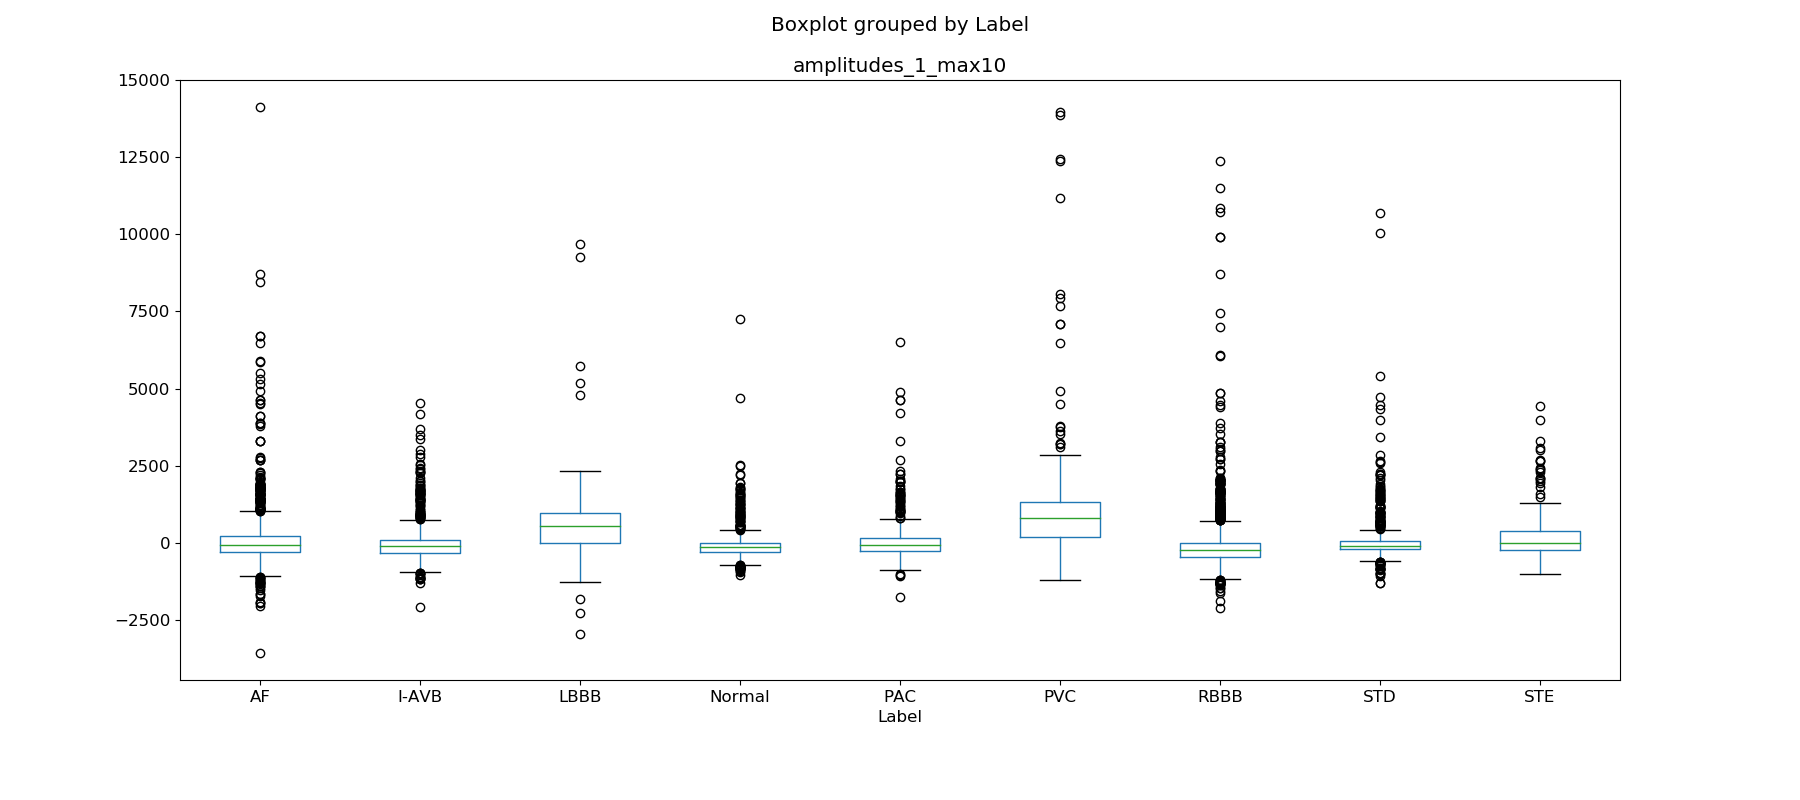 Boxplot grouped by Label
amplitudes_1_max10
15000
12500
10000
7500
5000
2500
0
−2500
AF I-AVB LBBB Normal PAC PVC RBBB STD STE
Label